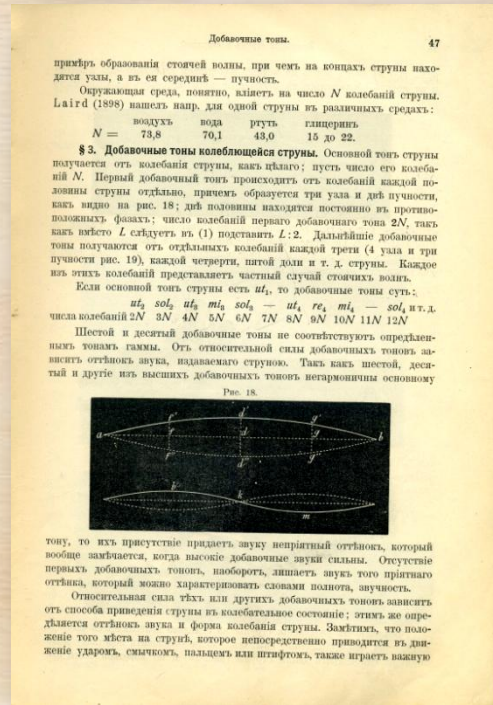 Добавочные тоны.
47
примѣръ образованія стоячей волны, при чемъ на концахъ струны нахо-
дятся узлы, а въ ея серединѣ — пучность.
Окружающая среда, понятно, вліяетъ на число N колебаній струны.
Laird (1898) нашелъ напр. для одной струны въ различныхъ средахъ:
воздухъ вода ртуть глицеринъ
N = 73,8 70,1 43,0 15 до 22.
§ 3. Добавочные тоны колеблющейся струны. Основной тонъ струны
получается отъ колебанія струны, какъ цѣлаго; пусть число его колеба-
ній N. Первый добавочный тонъ происходитъ отъ колебаній каждой по-
ловины струны отдѣльно, причемъ образуется три узла и двѣ пучности,
какъ видно на рис. 18; двѣ половины находятся постоянно въ противо-
положныхъ фазахъ; число колебаній перваго добавочнаго тона 2N, такъ
какъ вмѣсто L слѣдуетъ въ (1) подставить L:2. Дальнѣйшіе добавочные
тоны получаются отъ отдѣльныхъ колебаній каждой трети (4 узла и три
пучности рис. 19), каждой четверти, пятой доли и т. д. струны. Каждое
изъ этихъ колебаній представляетъ частный случай стоячихъ волнъ.
Если основной тонъ струны есть ut₁, то добавочные тоны суть:
ut₂ sol₂ ut₃ mi₃ sol₃ — ut₄ re₄ mi₄ — sol₄ и т. д.
числа колебаній 2N 3N 4N 5N 6N 7N 8N 9N 10N 11N 12N
Шестой и десятый добавочные тоны не соотвѣтствуютъ опредѣлен-
нымъ тонамъ гаммы. Отъ относительной силы добавочныхъ тоновъ за-
виситъ оттѣнокъ звука, издаваемаго струною. Такъ какъ шестой, деся-
тый и другіе изъ высшихъ добавочныхъ тоновъ негармоничны основному
Рис. 18.
a b
k
m
тону, то ихъ присутствіе придаетъ звуку непріятный оттѣнокъ, который
вообще замѣчается, когда высокіе добавочные звуки сильны. Отсутствіе
первыхъ добавочныхъ тоновъ, наоборотъ, лишаетъ звукъ того пріятнаго
оттѣнка, который можно характеризовать словами полнота, звучность.
Относительная сила тѣхъ или другихъ добавочныхъ тоновъ зависитъ
отъ способа приведенія струны въ колебательное состояніе; этимъ же опре-
дѣляется оттѣнокъ звука и форма колебанія струны. Замѣтимъ, что поло-
женіе того мѣста на струнѣ, которое непосредственно приводится въ дви-
женіе ударомъ, смычкомъ, пальцемъ или штифтомъ, также играетъ важную